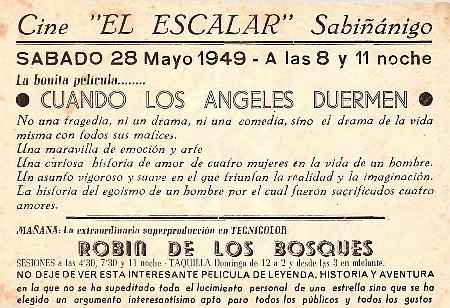 Cine "EL ESCALAR" Sabiñánigo
SABADO 28 Mayo 1949 - A las 8 y 11 noche
La bonita película........
CUANDO LOS ANGELES DUERMEN
No una tragedia, ni un drama, ni una comedia, sino el drama de la vida
misma con todos sus matices.
Una maravilla de emoción y arte
Una curiosa historia de amor de cuatro mujeres en la vida de un hombre.
Un asunto vigoroso y suave en el que triunfan la realidad y la imaginación.
La historia del egoismo de un hombre por el cual fueron sacrificados cuatro
amores.
MAÑANA: La extraordinaria superproducción en TECNICOLOR
ROBIN DE LOS BOSQUES
SESIONES a las 4'30, 7'30 y 11 noche - TAQUILLA Domingo de 12 a 2 y desde las 3 en adelante.
NO DEJE DE VER ESTA INTERESANTE PELICULA DE LEYENDA, HISTORIA Y AVENTURA
en la que no se ha supeditado todo el lucimiento personal de una estrella sino que se ha
elegido un argumento interesantísimo apto para todos los públicos y todos los gustos